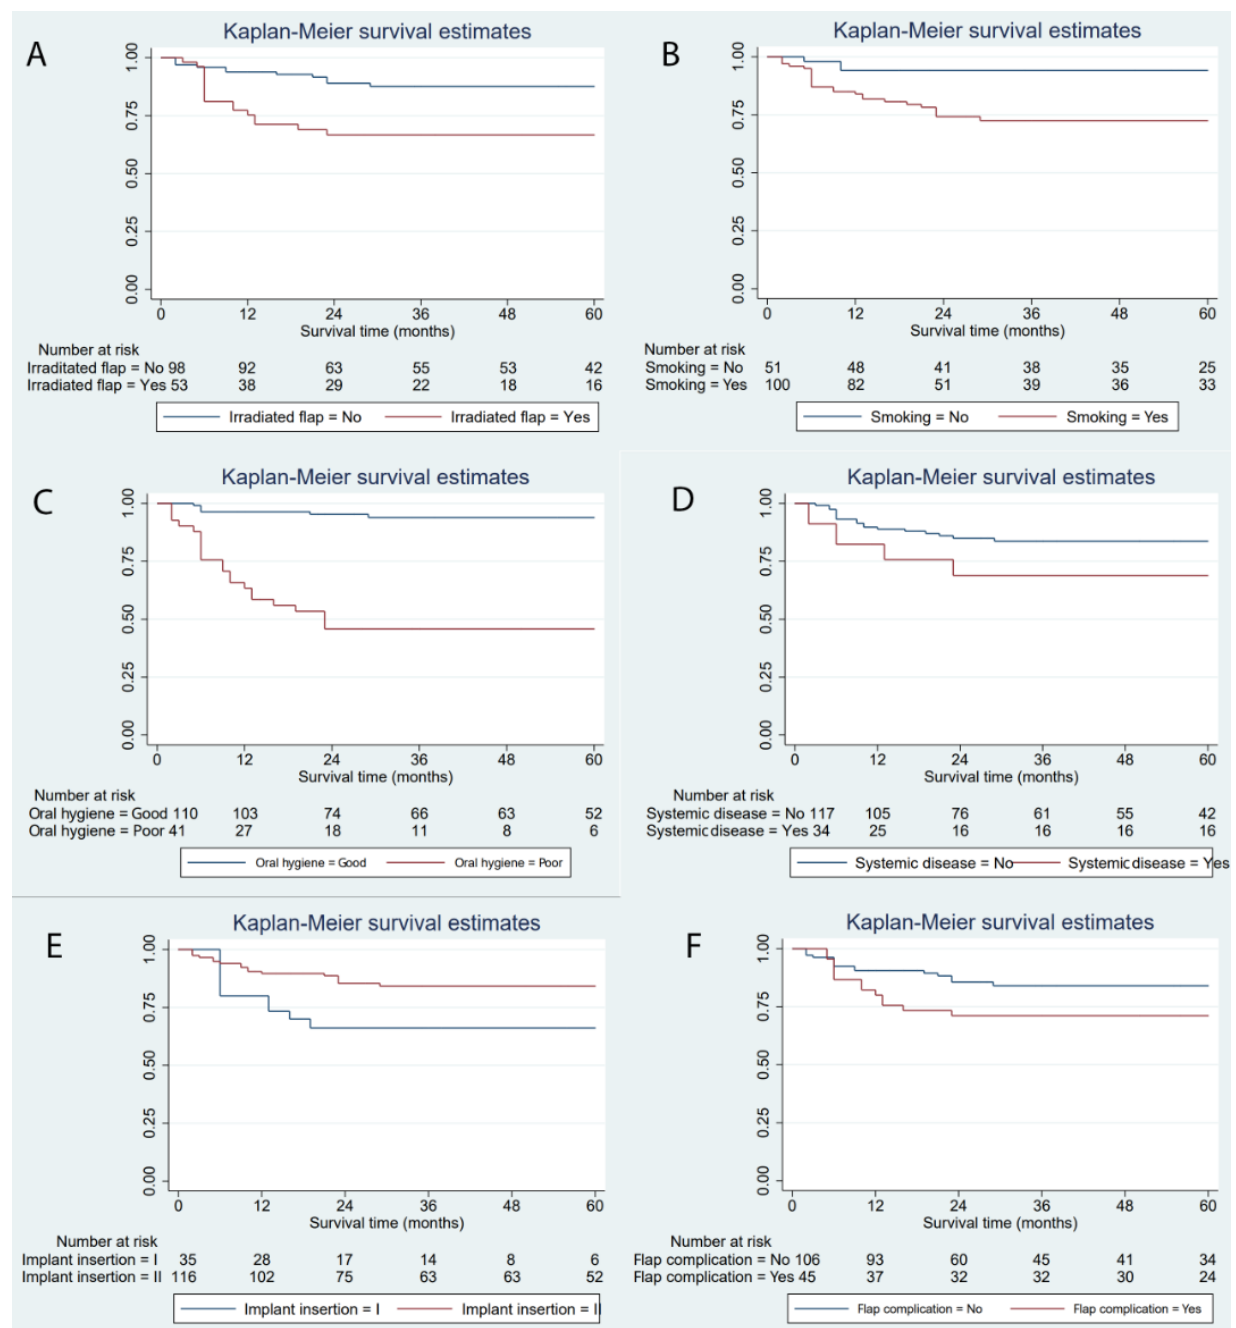 A
Kaplan-Meier survival estimates
1.00
0.75
0.50
0.25
0.00
0 12 24 36 48 60
Survival time (months)
Number at risk
Irraditated flap = No 98 92 63 55 53 42
Irradiated flap = Yes 53 38 29 22 18 16
Irradiated flap = No Irradiated flap = Yes
B
Kaplan-Meier survival estimates
1.00
0.75
0.50
0.25
0.00
0 12 24 36 48 60
Survival time (months)
Number at risk
Smoking = No 51 48 41 38 35 25
Smoking = Yes 100 82 51 39 36 33
Smoking = No Smoking = Yes
C
Kaplan-Meier survival estimates
1.00
0.75
0.50
0.25
0.00
0 12 24 36 48 60
Survival time (months)
Number at risk
Oral hygiene = Good 110 103 74 66 63 52
Oral hygiene = Poor 41 27 18 11 8 6
Oral hygiene = Good Oral hygiene = Poor
D
Kaplan-Meier survival estimates
1.00
0.75
0.50
0.25
0.00
0 12 24 36 48 60
Survival time (months)
Number at risk
Systemic disease = No 117 105 76 61 55 42
Systemic disease = Yes 34 25 16 16 16 16
Systemic disease = No Systemic disease = Yes
E
Kaplan-Meier survival estimates
1.00
0.75
0.50
0.25
0.00
0 12 24 36 48 60
Survival time (months)
Number at risk
Implant insertion = I 35 28 17 14 8 6
Implant insertion = II 116 102 75 63 63 52
Implant insertion = I Implant insertion = II
F
Kaplan-Meier survival estimates
1.00
0.75
0.50
0.25
0.00
0 12 24 36 48 60
Survival time (months)
Number at risk
Flap complication = No 106 93 60 45 41 34
Flap complication = Yes 45 37 32 32 30 24
Flap complication = No Flap complication = Yes